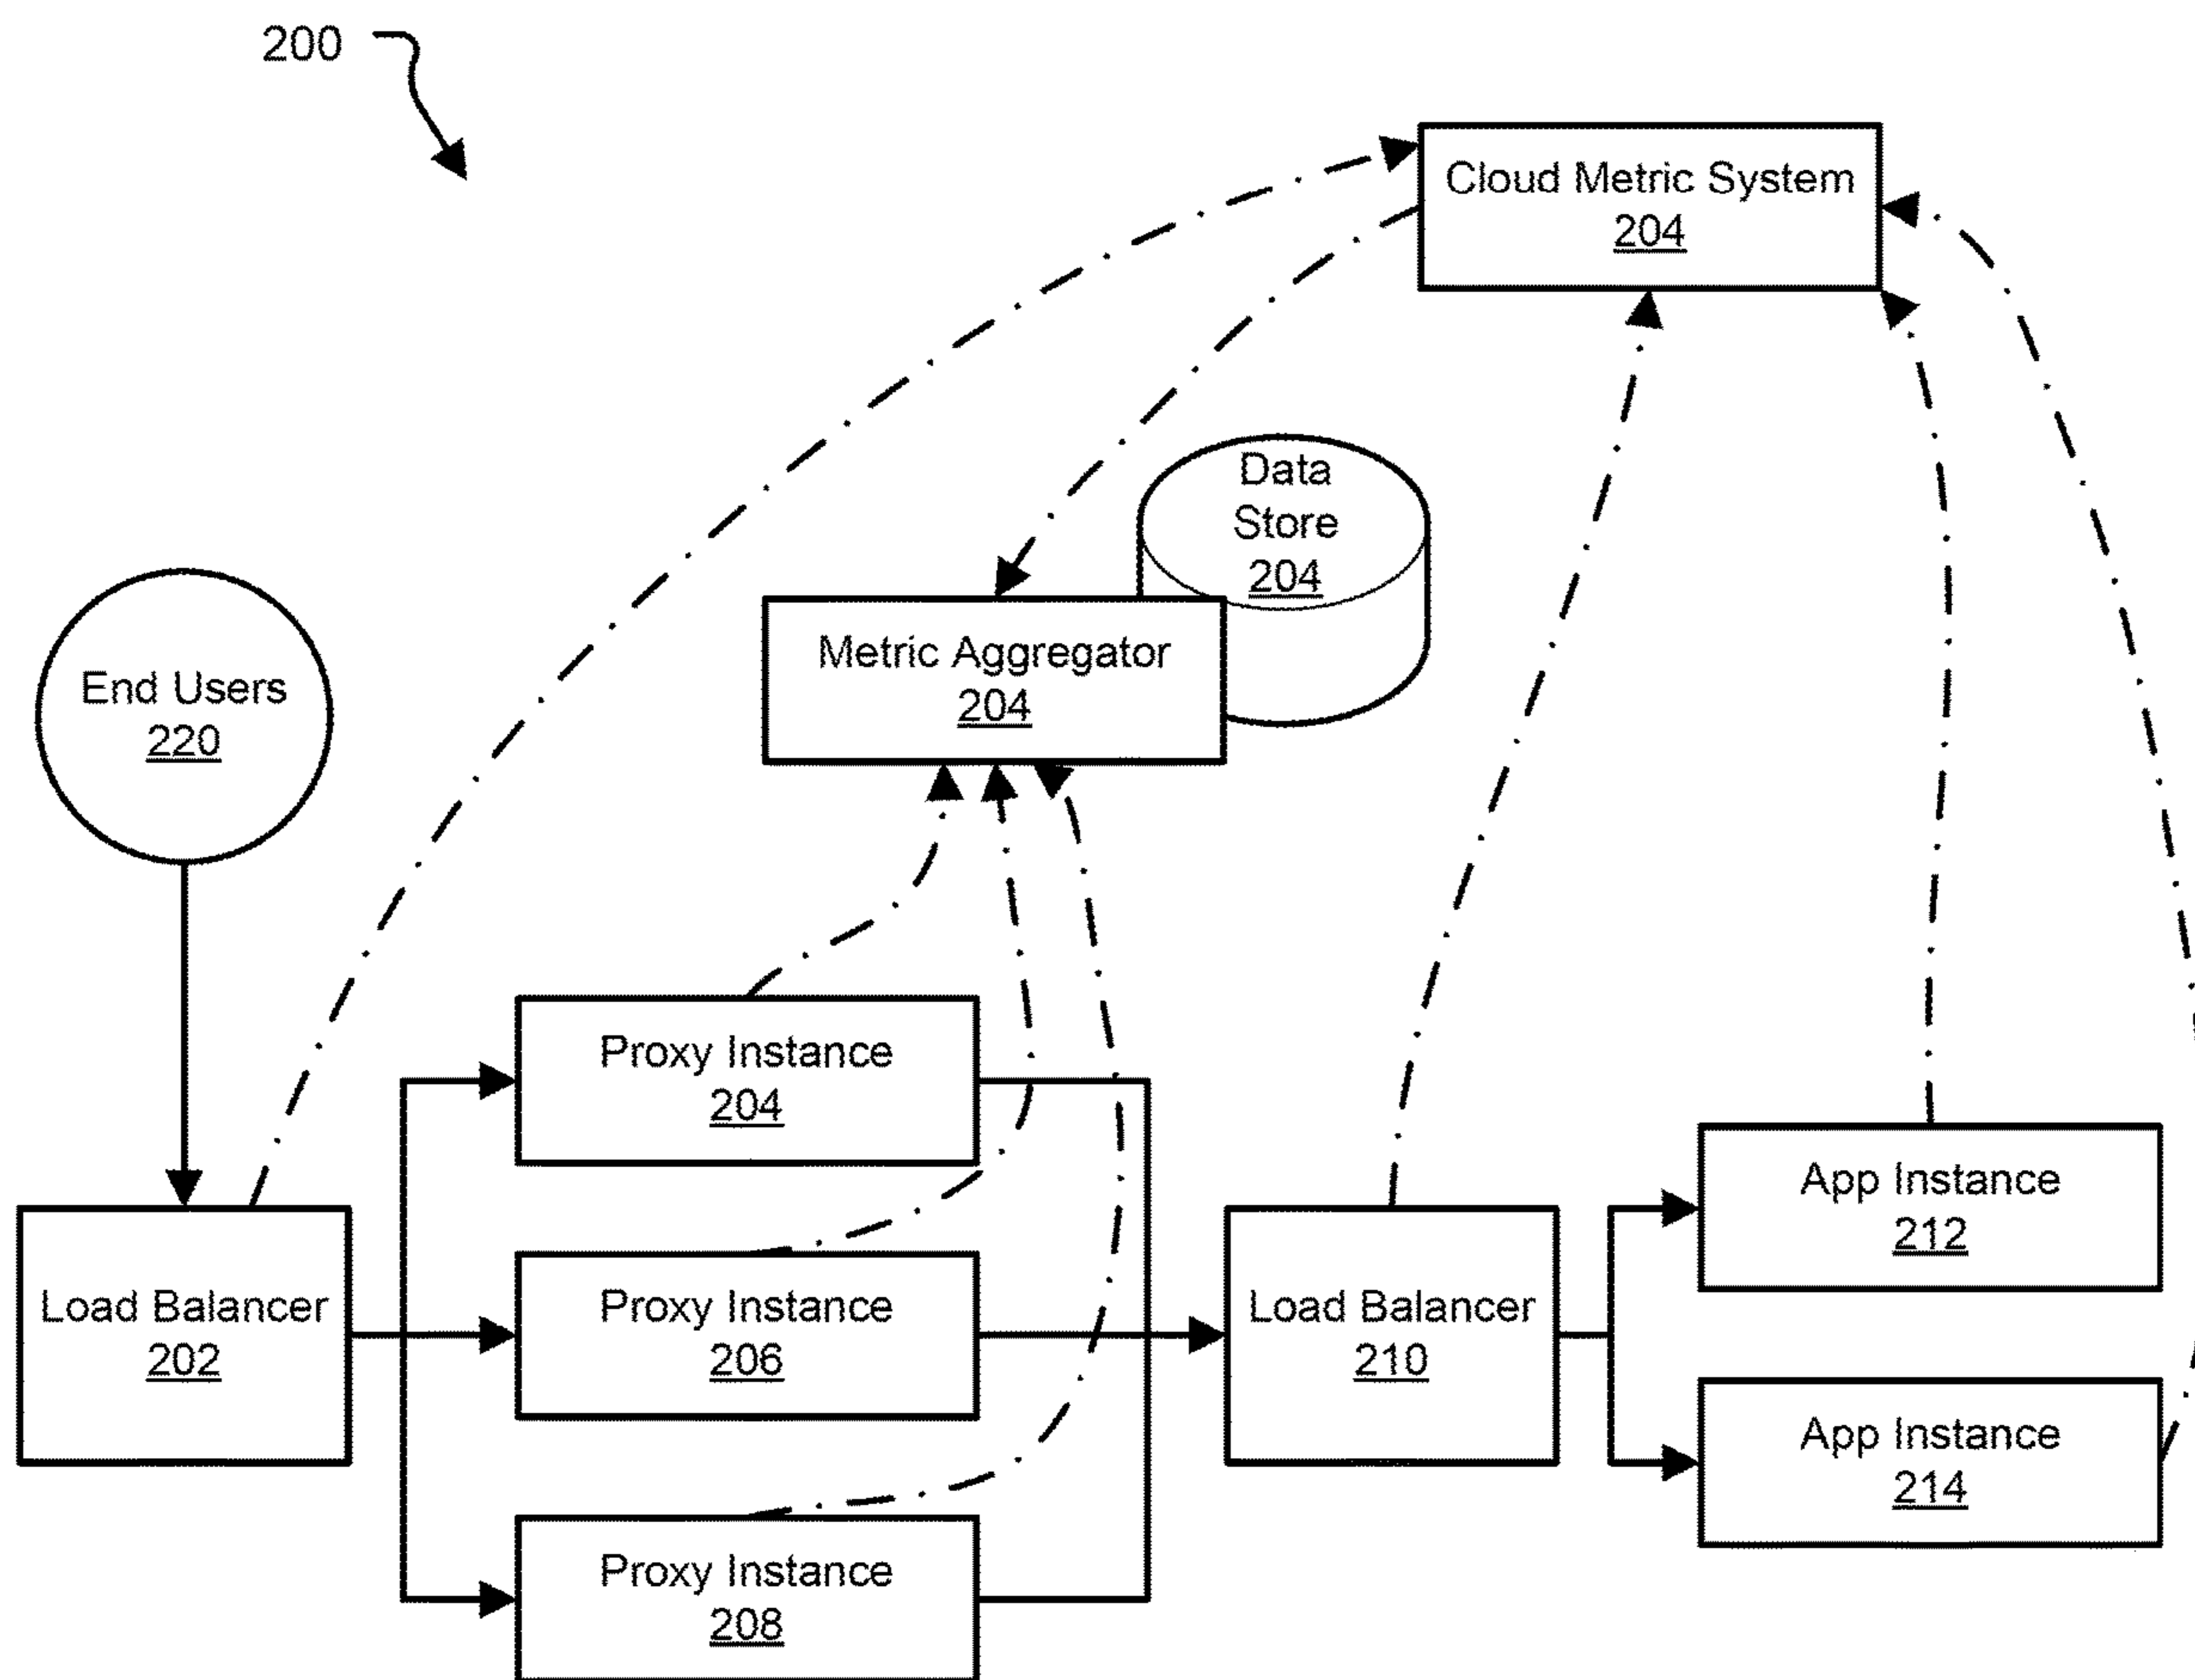 200
Cloud Metric System
204
Data
Store
204
Metric Aggregator
204
End Users
220
Proxy Instance
204
Load Balancer
202
Proxy Instance
206
Proxy Instance
208
Load Balancer
210
App Instance
212
App Instance
214